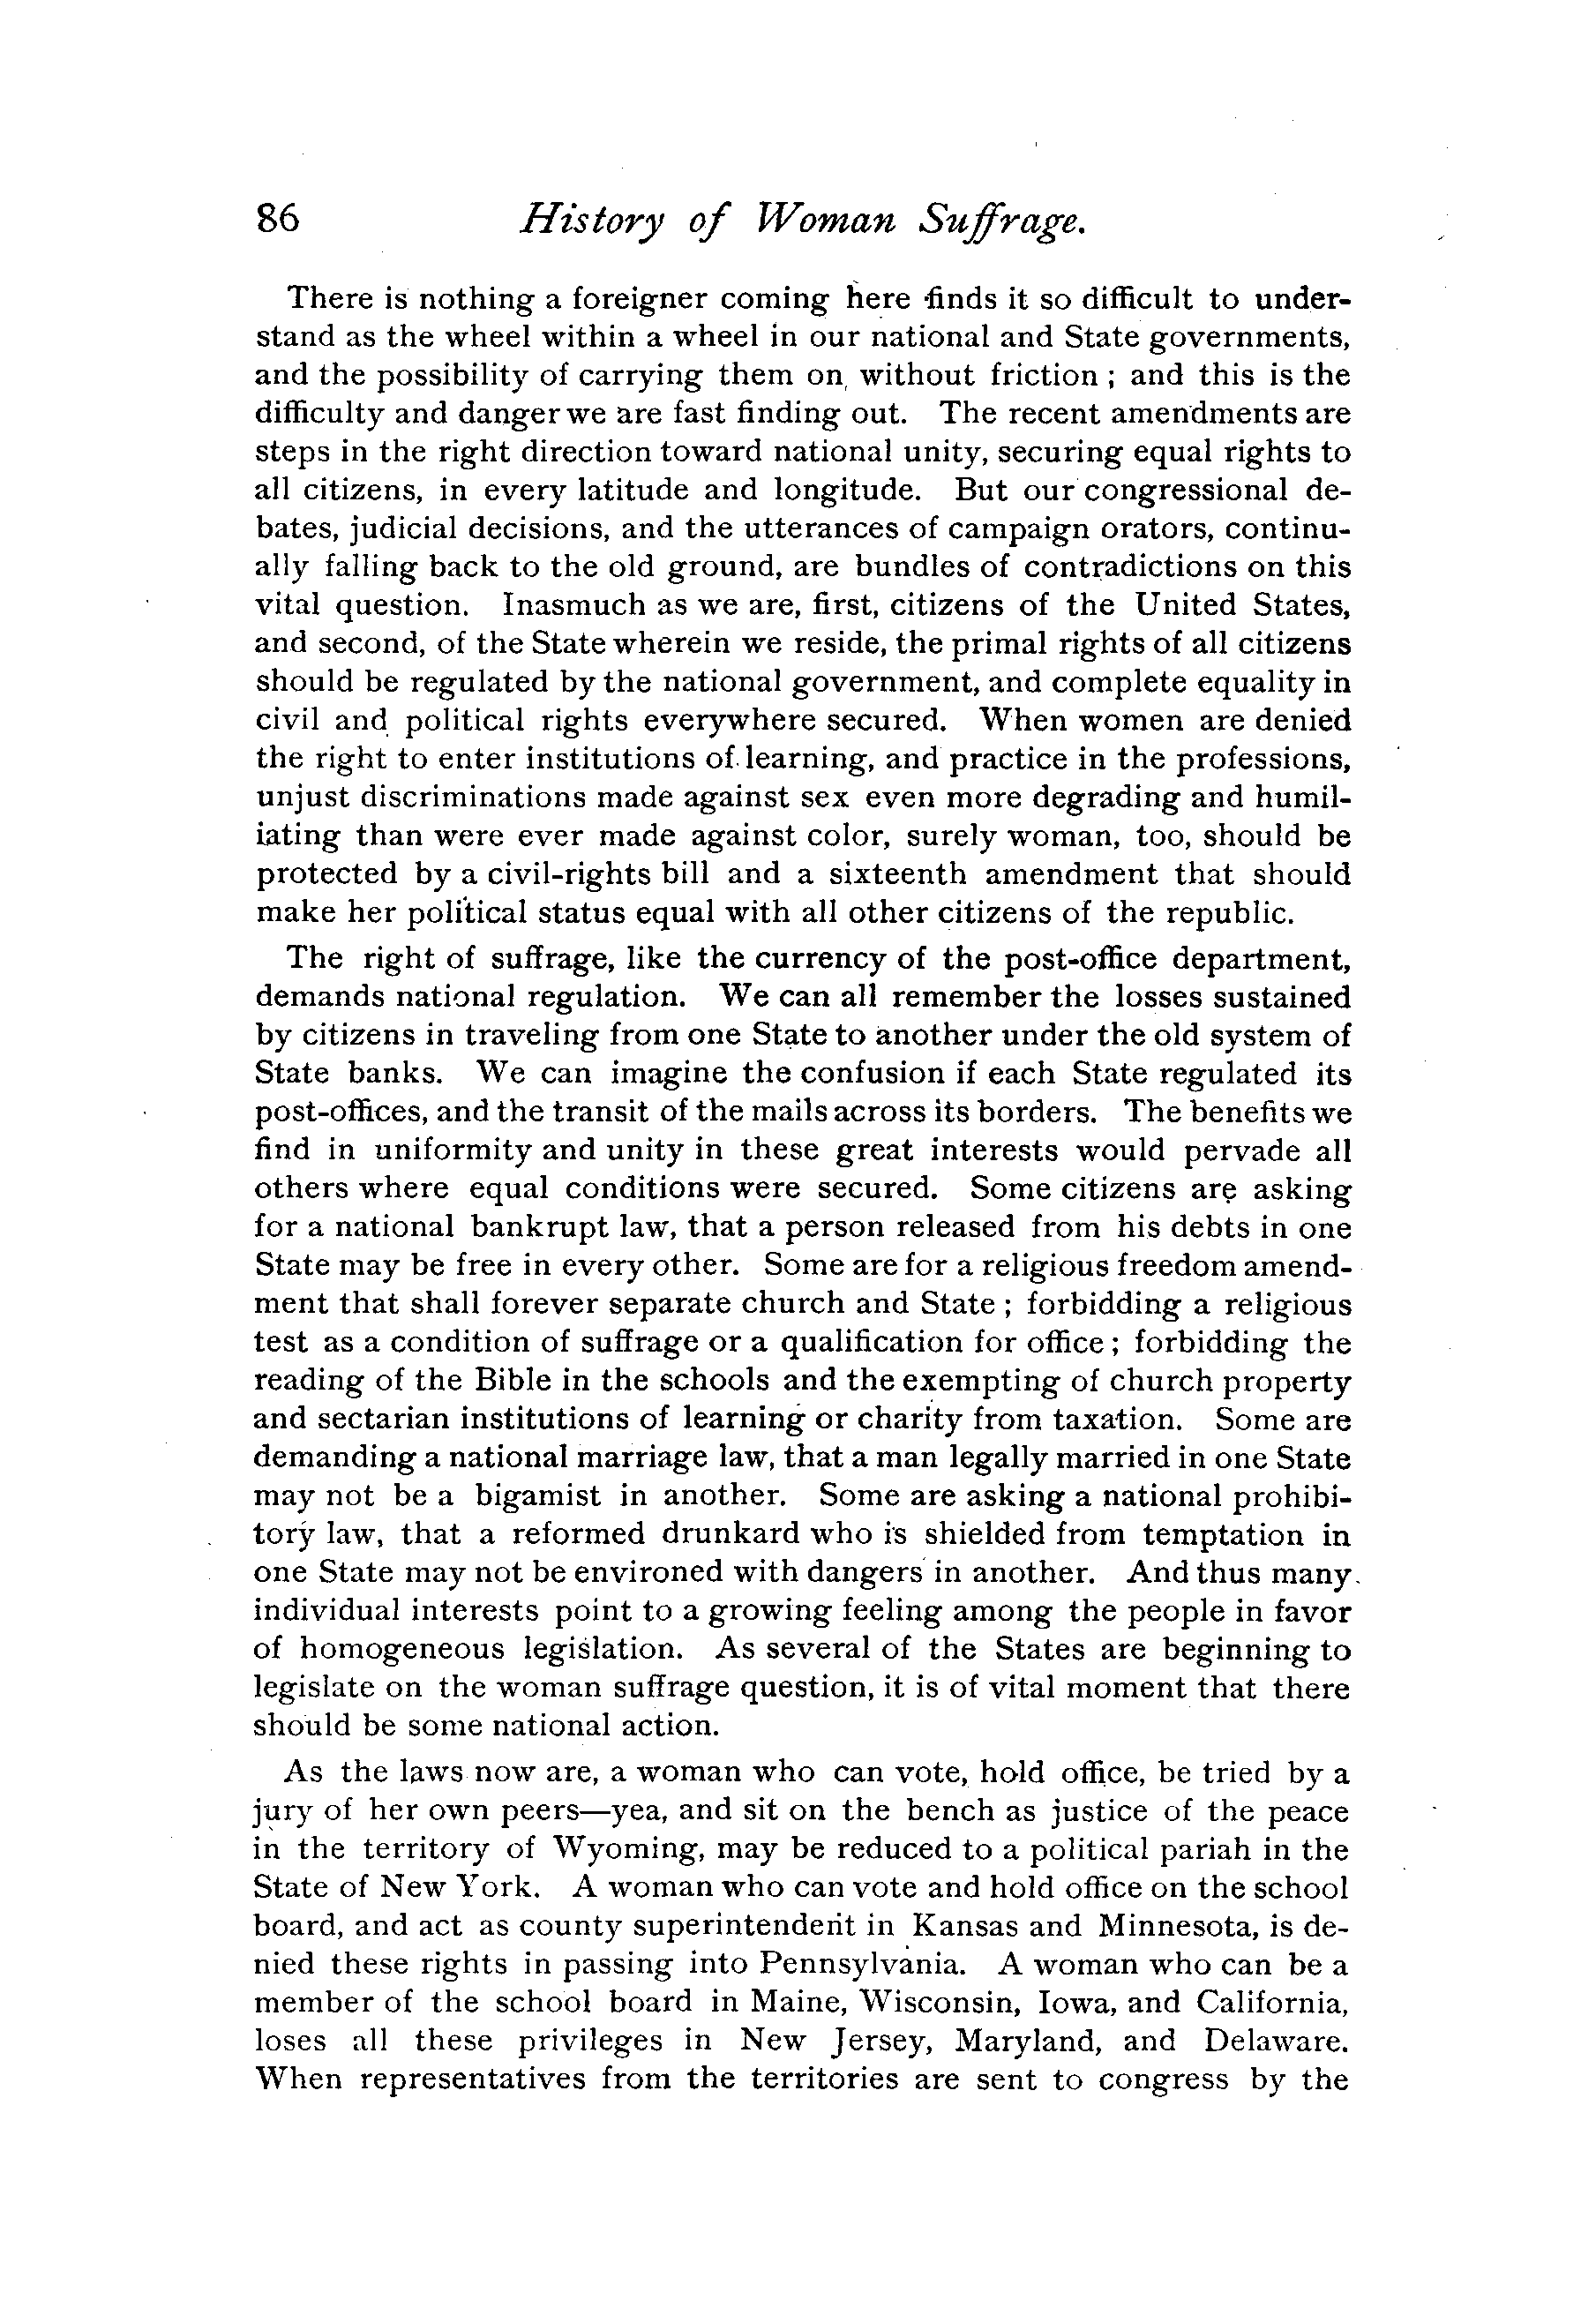 86 History of Woman Suffrage.
There is nothing a foreigner coming here finds it so difficult to under-
stand as the wheel within a wheel in our national and State governments,
and the possibility of carrying them on without friction ; and this is the
difficulty and danger we are fast finding out. The recent amendments are
steps in the right direction toward national unity, securing equal rights to
all citizens, in every latitude and longitude. But our congressional de-
bates, judicial decisions, and the utterances of campaign orators, continu-
ally falling back to the old ground, are bundles of contradictions on this
vital question. Inasmuch as we are, first, citizens of the United States,
and second, of the State wherein we reside, the primal rights of all citizens
should be regulated by the national government, and complete equality in
civil and political rights everywhere secured. When women are denied
the right to enter institutions of learning, and practice in the professions,
unjust discriminations made against sex even more degrading and humil-
iating than were ever made against color, surely woman, too, should be
protected by a civil-rights bill and a sixteenth amendment that should
make her political status equal with all other citizens of the republic.
The right of suffrage, like the currency of the post-office department,
demands national regulation. We can all remember the losses sustained
by citizens in traveling from one State to another under the old system of
State banks. We can imagine the confusion if each State regulated its
post-offices, and the transit of the mails across its borders. The benefits we
find in uniformity and unity in these great interests would pervade all
others where equal conditions were secured. Some citizens are asking
for a national bankrupt law, that a person released from his debts in one
State may be free in every other. Some are for a religious freedom amend-
ment that shall forever separate church and State ; forbidding a religious
test as a condition of suffrage or a qualification for office ; forbidding the
reading of the Bible in the schools and the exempting of church property
and sectarian institutions of learning or charity from taxation. Some are
demanding a national marriage law, that a man legally married in one State
may not be a bigamist in another. Some are asking a national prohibi-
tory law, that a reformed drunkard who is shielded from temptation in
one State may not be environed with dangers in another. And thus many
individual interests point to a growing feeling among the people in favor
of homogeneous legislation. As several of the States are beginning to
legislate on the woman suffrage question, it is of vital moment that there
should be some national action.
As the laws now are, a woman who can vote, hold office, be tried by a
jury of her own peers—yea, and sit on the bench as justice of the peace
in the territory of Wyoming, may be reduced to a political pariah in the
State of New York. A woman who can vote and hold office on the school
board, and act as county superintendent in Kansas and Minnesota, is de-
nied these rights in passing into Pennsylvania. A woman who can be a
member of the school board in Maine, Wisconsin, Iowa, and California,
loses all these privileges in New Jersey, Maryland, and Delaware.
When representatives from the territories are sent to congress by the